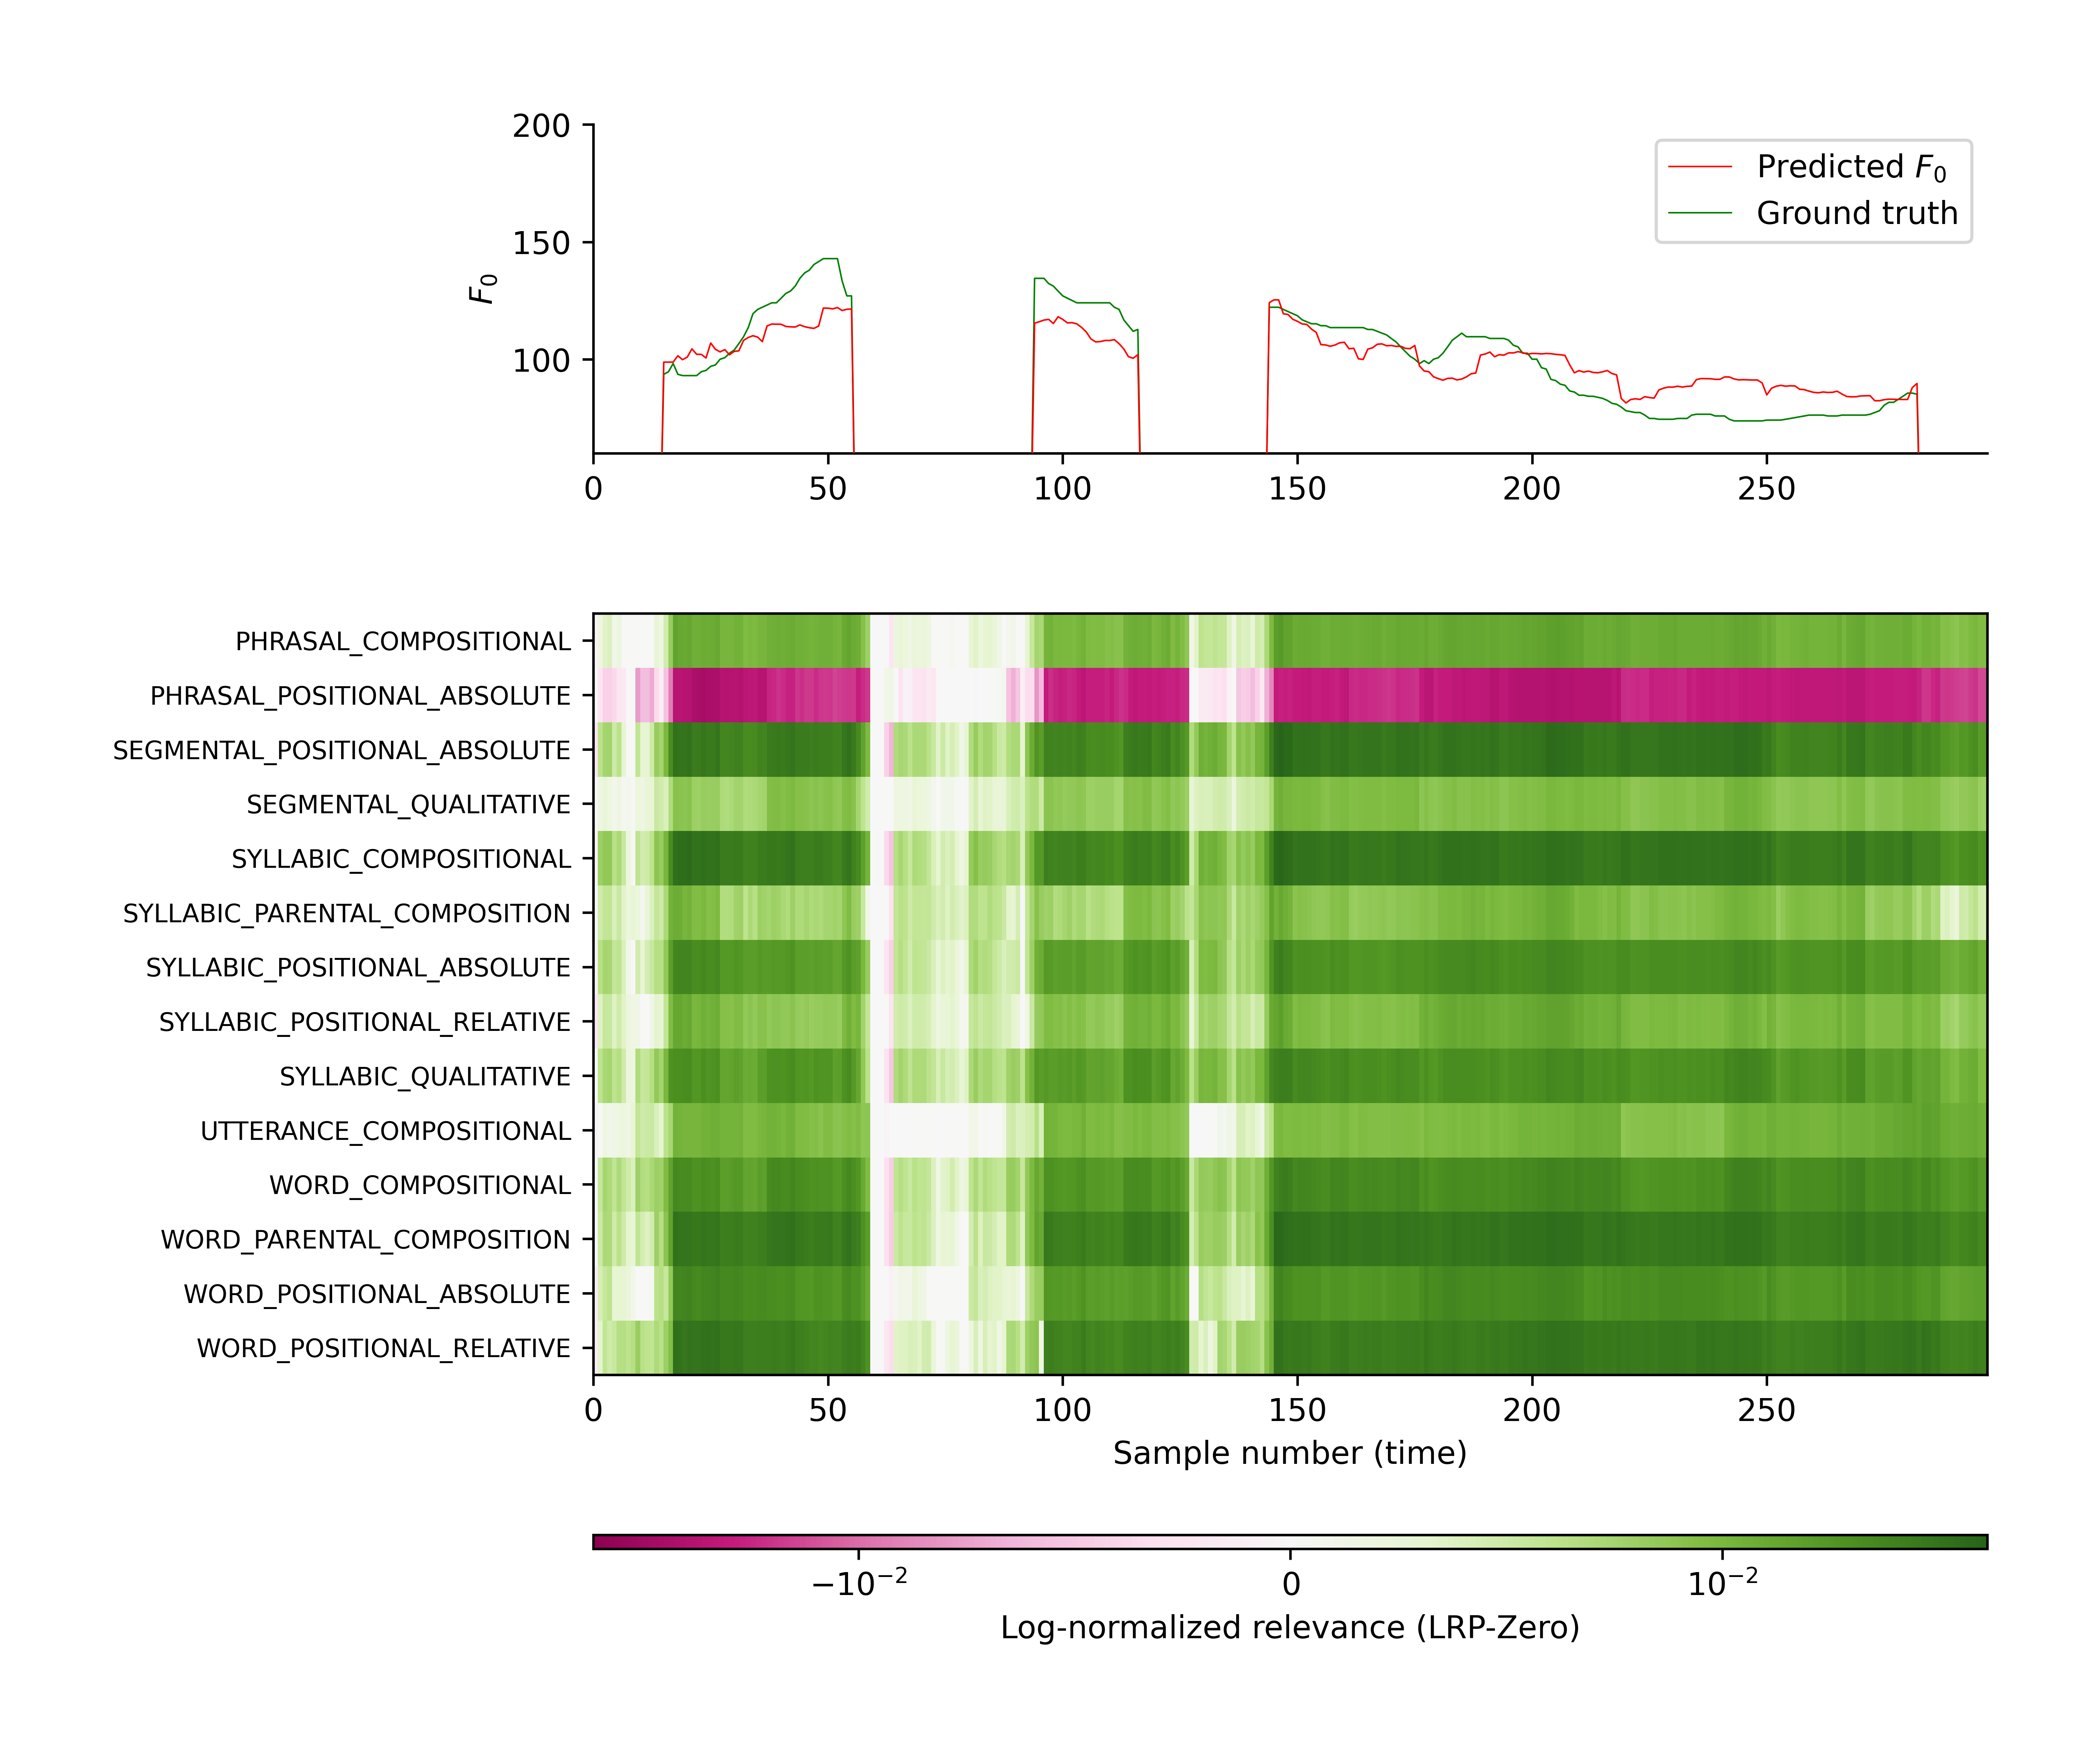 200
150
100
F₀
Predicted F₀
Ground truth
0 50 100 150 200 250
PHRASAL_COMPOSITIONAL
PHRASAL_POSITIONAL_ABSOLUTE
SEGMENTAL_POSITIONAL_ABSOLUTE
SEGMENTAL_QUALITATIVE
SYLLABIC_COMPOSITIONAL
SYLLABIC_PARENTAL_COMPOSITION
SYLLABIC_POSITIONAL_ABSOLUTE
SYLLABIC_POSITIONAL_RELATIVE
SYLLABIC_QUALITATIVE
UTTERANCE_COMPOSITIONAL
WORD_COMPOSITIONAL
WORD_PARENTAL_COMPOSITION
WORD_POSITIONAL_ABSOLUTE
WORD_POSITIONAL_RELATIVE
0 50 100 150 200 250
Sample number (time)
−10⁻² 0 10⁻²
Log-normalized relevance (LRP-Zero)